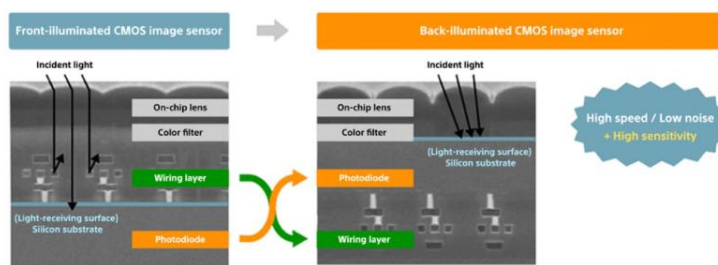 Front-illuminated CMOS image sensor
Back-illuminated CMOS image sensor
Incident light
On-chip lens
Color filter
Wiring layer
(Light-receiving surface)
Silicon substrate
Photodiode
Incident light
On-chip lens
Color filter
(Light-receiving surface)
Silicon substrate
Photodiode
Wiring layer
High speed / Low noise
+ High sensitivity